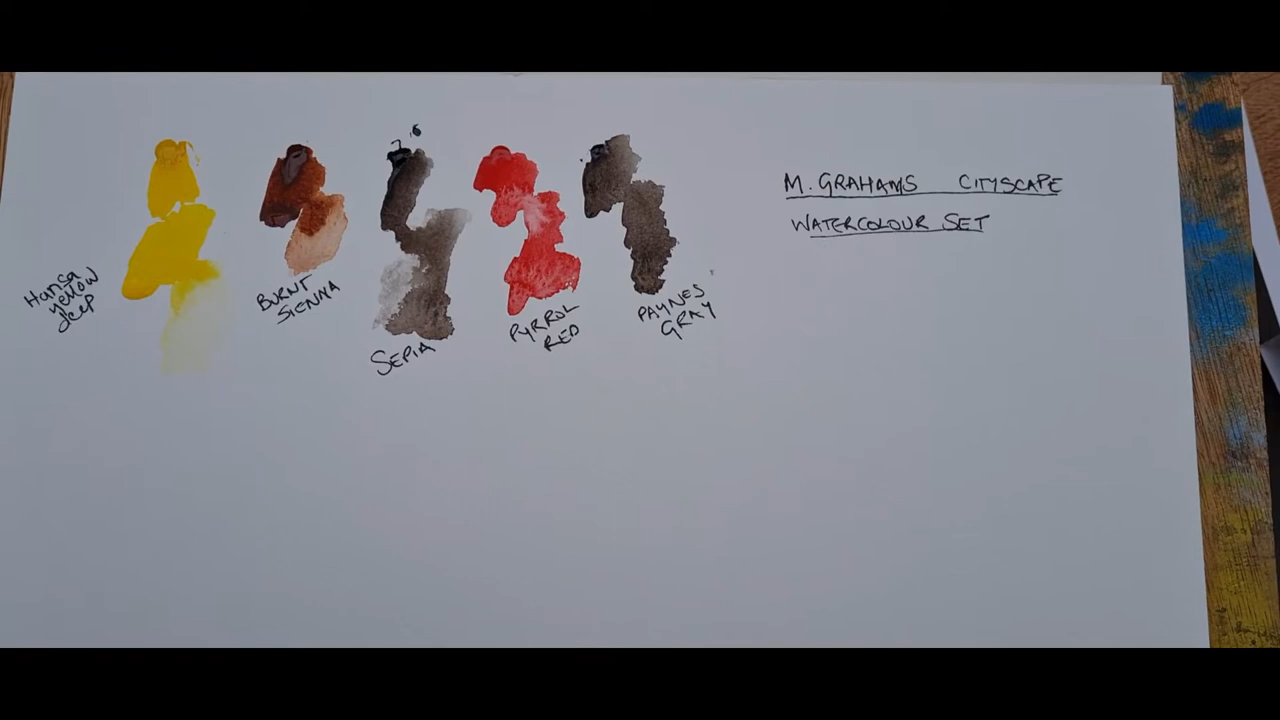 M. GRAHAMS CITYSCAPE
WATERCOLOUR SET
Hansa
yellow
deep
BURNT
SIENNA
SEPIA
PYRROL
RED
PAYNES
GRAY